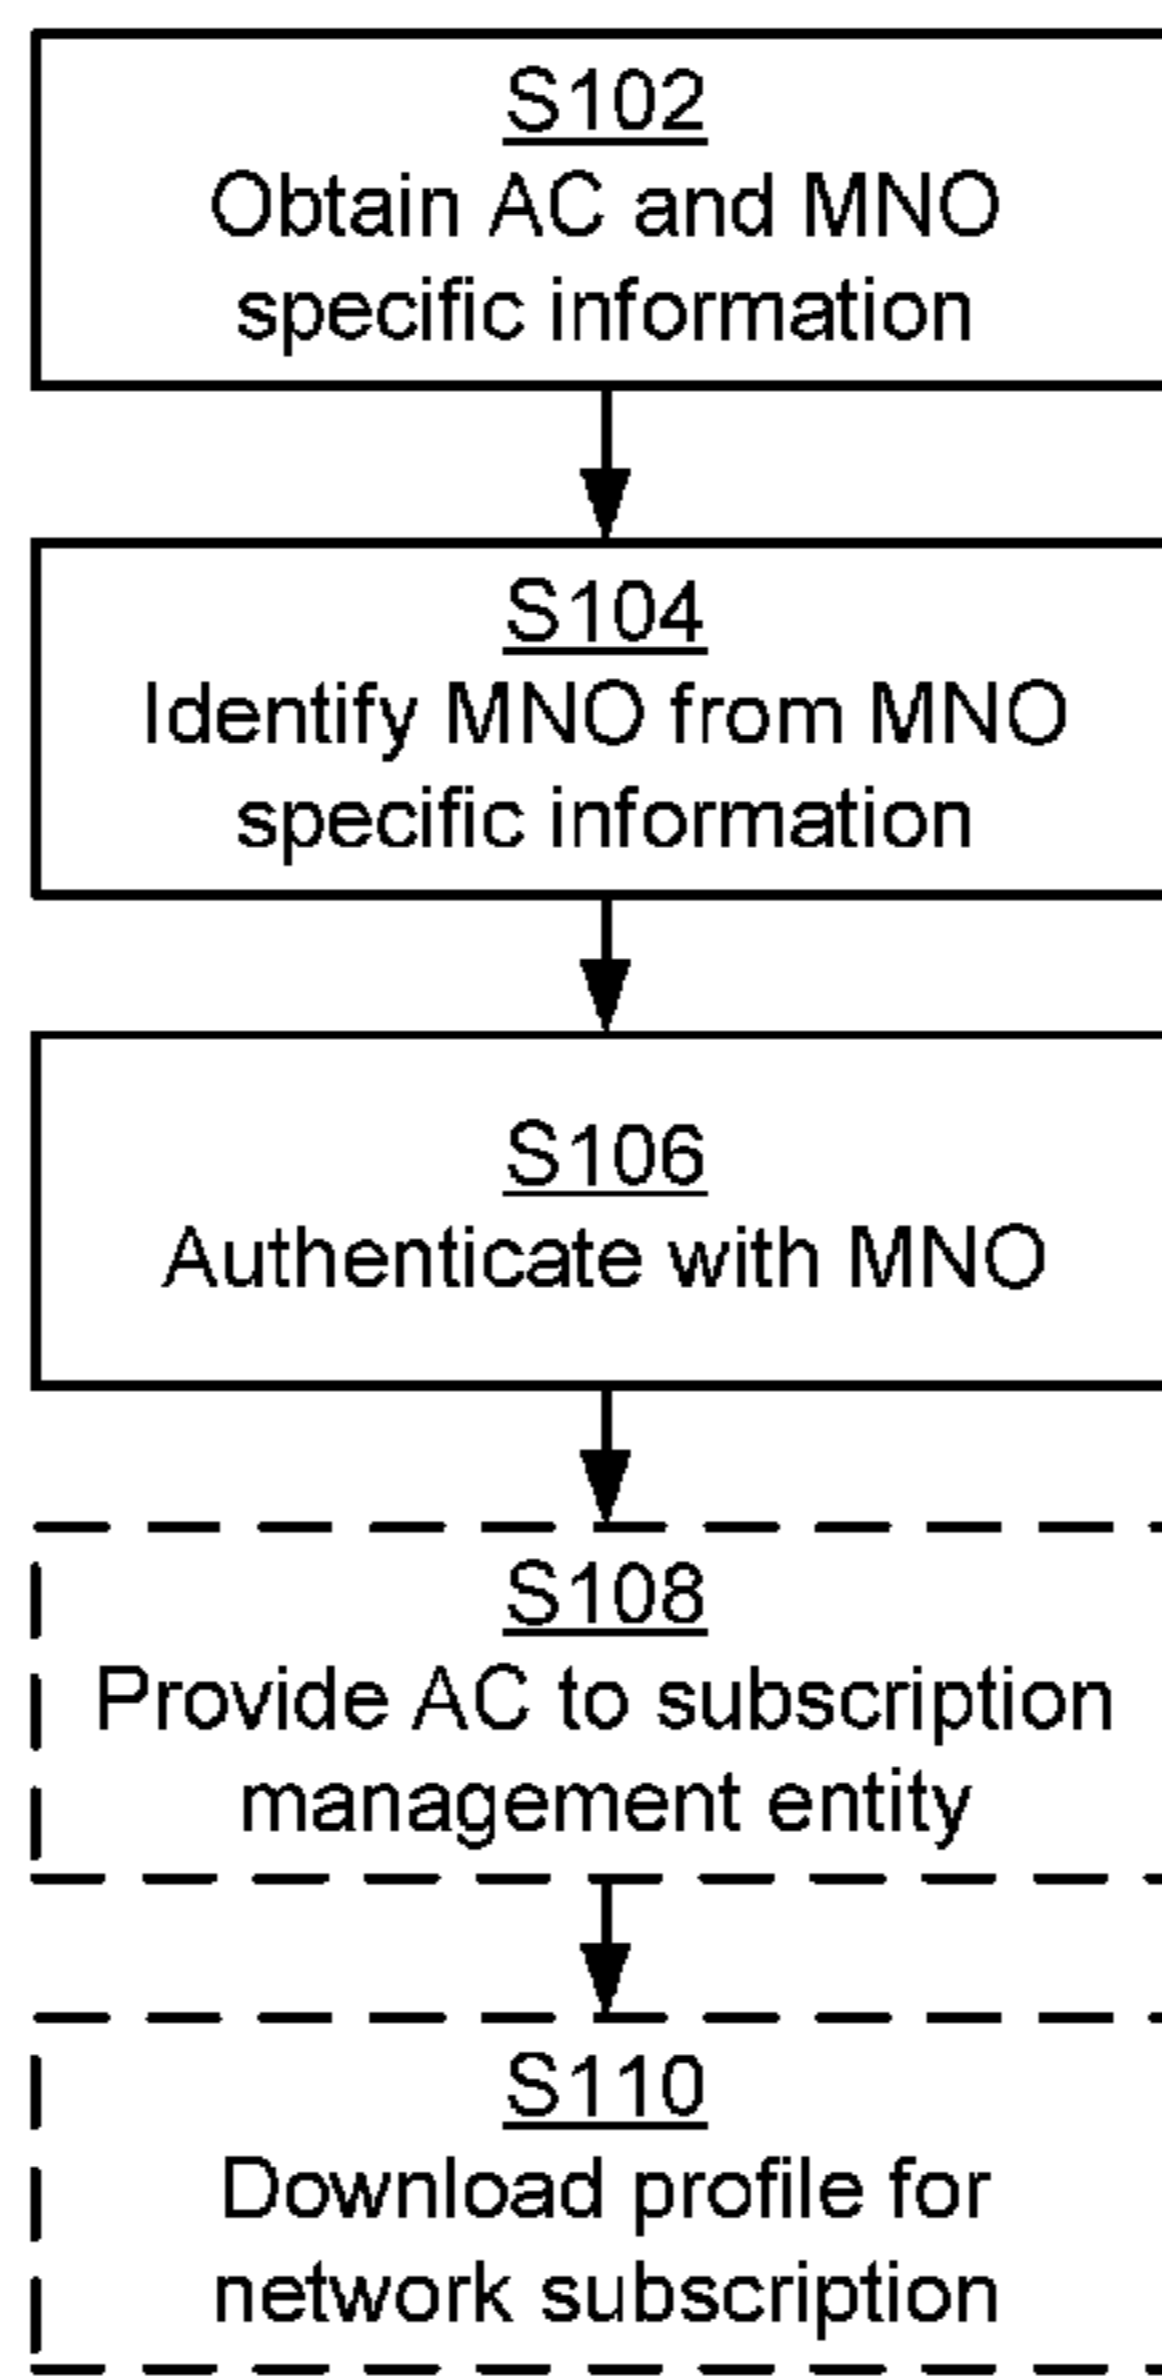 S102
Obtain AC and MNO
specific information
S104
Identify MNO from MNO
specific information
S106
Authenticate with MNO
S108
Provide AC to subscription
management entity
S110
Download profile for
network subscription